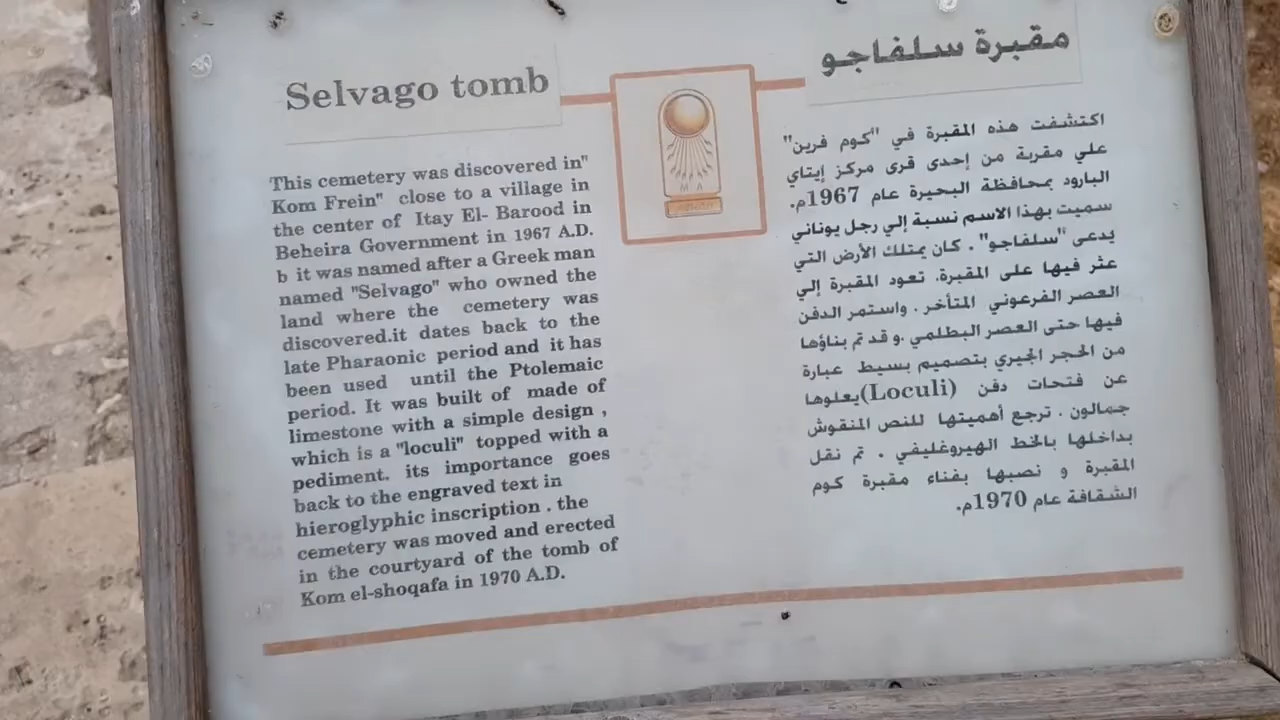 Selvago tomb
This cemetery was discovered in"
Kom Frein" close to a village in
the center of Itay El- Barood in
Beheira Government in 1967 A.D.
b it was named after a Greek man
named "Selvago" who owned the
land where the cemetery was
discovered.it dates back to the
late Pharaonic period and it has
been used until the Ptolemaic
period. It was built of made of
limestone with a simple design ,
which is a "loculi" topped with a
pediment. its importance goes
back to the engraved text in
hieroglyphic inscription . the
cemetery was moved and erected
in the courtyard of the tomb of
Kom el-shoqafa in 1970 A.D.
مقبرة سلفاجو
اكتشفت هذه المقبرة في "كوم فرين"
علي مقربة من إحدى قرى مركز إيتاي
البارود بمحافظة البحيرة عام 1967م.
سميت بهذا الاسم نسبة إلي رجل يوناني
يدعى "سلفاجو" . كان يمتلك الأرض التي
عثر فيها على المقبرة. تعود المقبرة إلي
العصر الفرعوني المتأخر . واستمر الدفن
فيها حتى العصر البطلمي .و قد تم بناؤها
من الحجر الجيري بتصميم بسيط عبارة
عن فتحات دفن (Loculi)يعلوها
جمالون . ترجع أهميتها للنص المنقوش
بداخلها بالخط الهيروغليفي . تم نقل
المقبرة و نصبها بفناء مقبرة كوم
الشقافة عام 1970م.